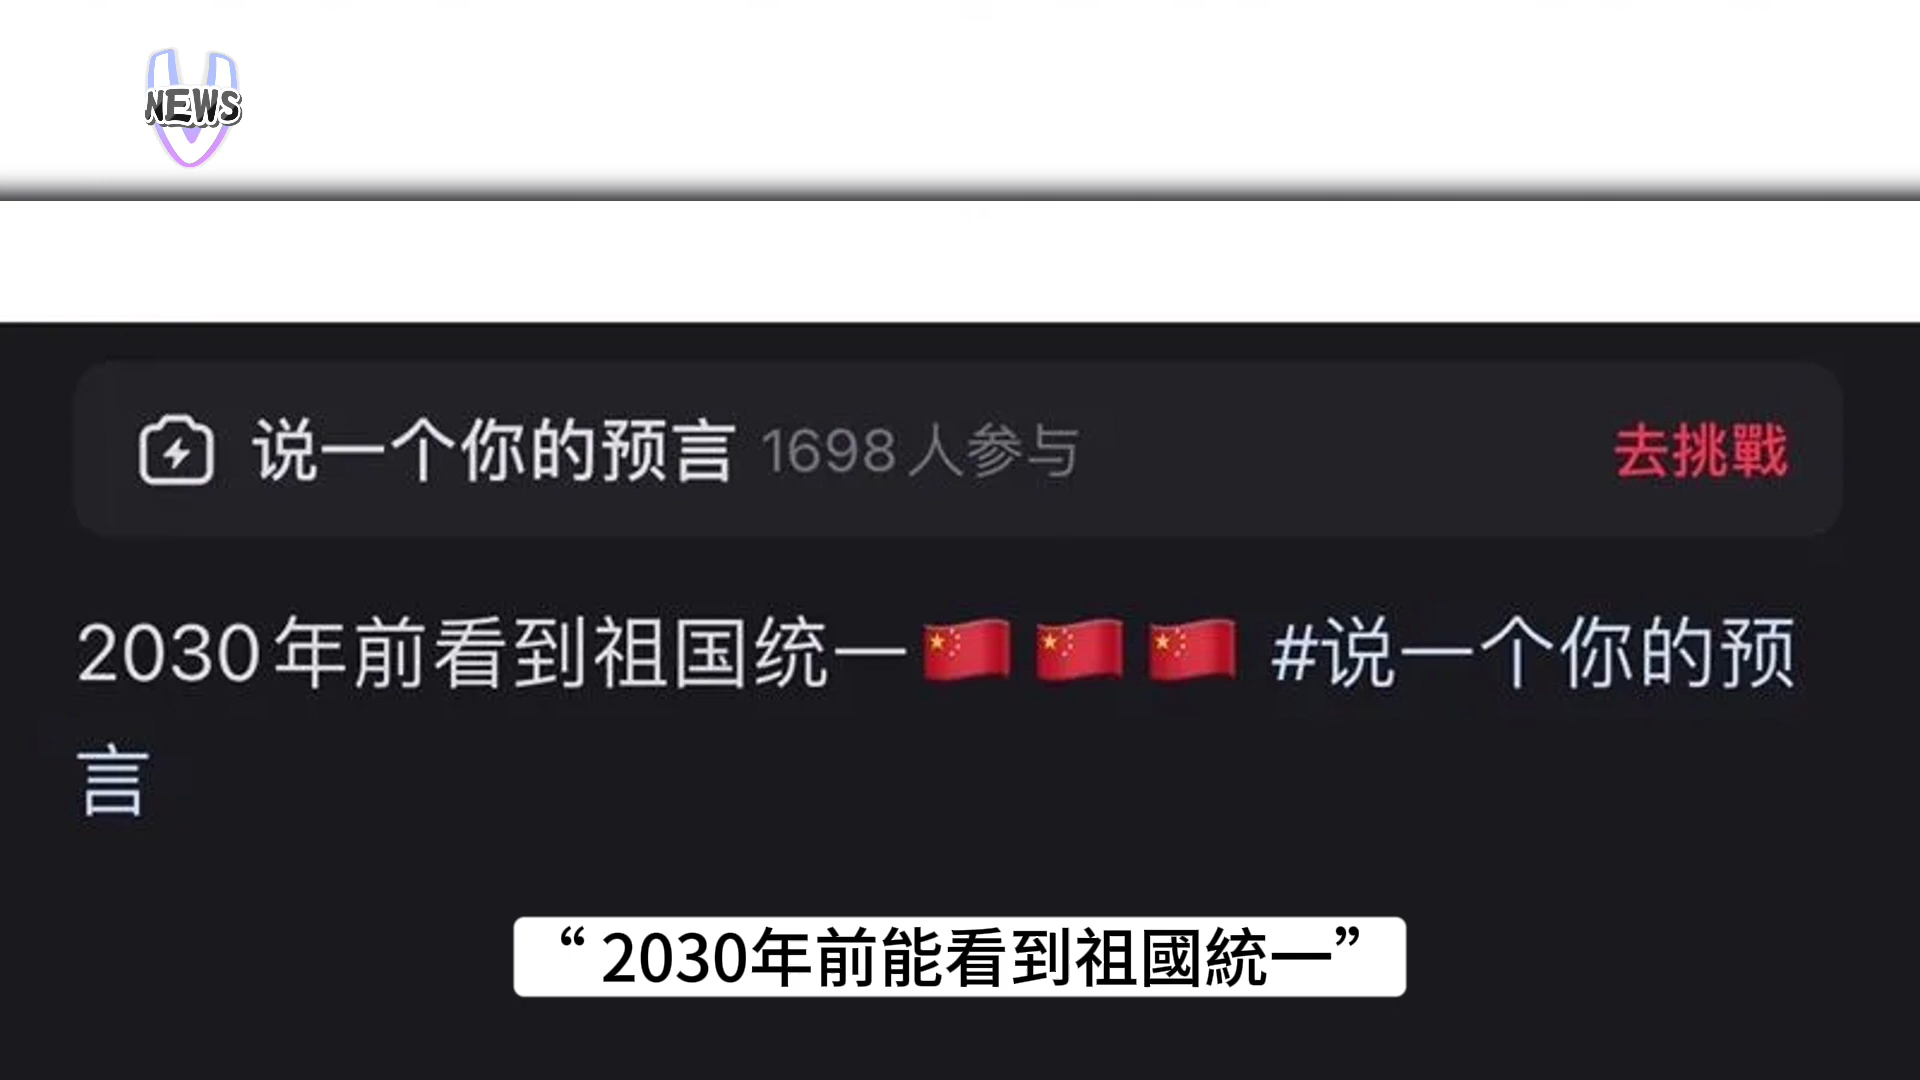 NEWS
说一个你的预言 1698人参与 去挑戰
2030年前看到祖国统一🇨🇳🇨🇳🇨🇳 #说一个你的预
言
“2030年前能看到祖國統一”